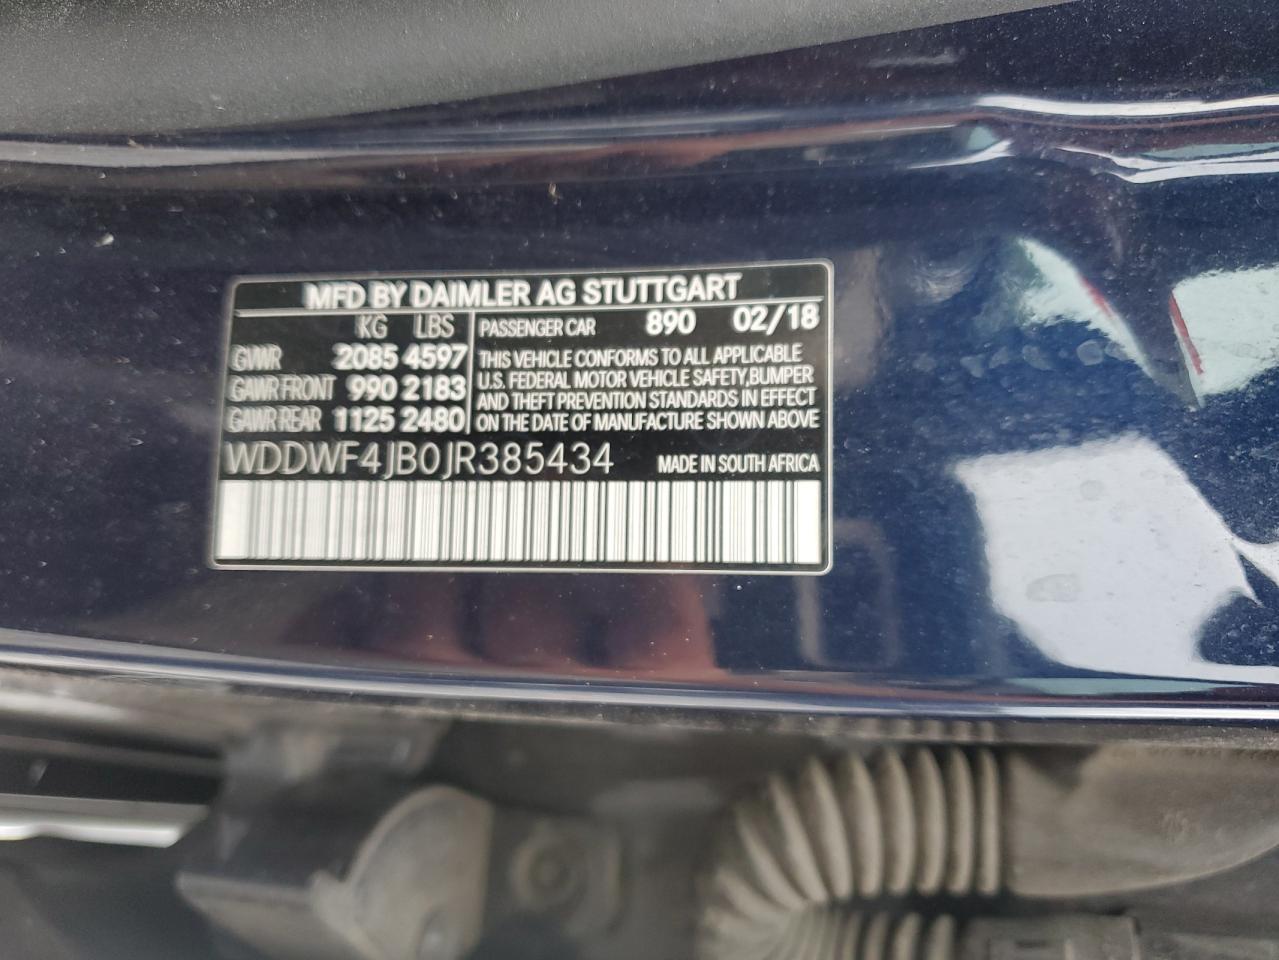 MFD BY DAIMLER AG STUTTGART
KG LBS
GVWR 2085 4597
GAWR FRONT 990 2183
GAWR REAR 1125 2480
PASSENGER CAR 890 02/18
THIS VEHICLE CONFORMS TO ALL APPLICABLE
U.S. FEDERAL MOTOR VEHICLE SAFETY,BUMPER
AND THEFT PREVENTION STANDARDS IN EFFECT
ON THE DATE OF MANUFACTURE SHOWN ABOVE
WDDWF4JB0JR385434
MADE IN SOUTH AFRICA